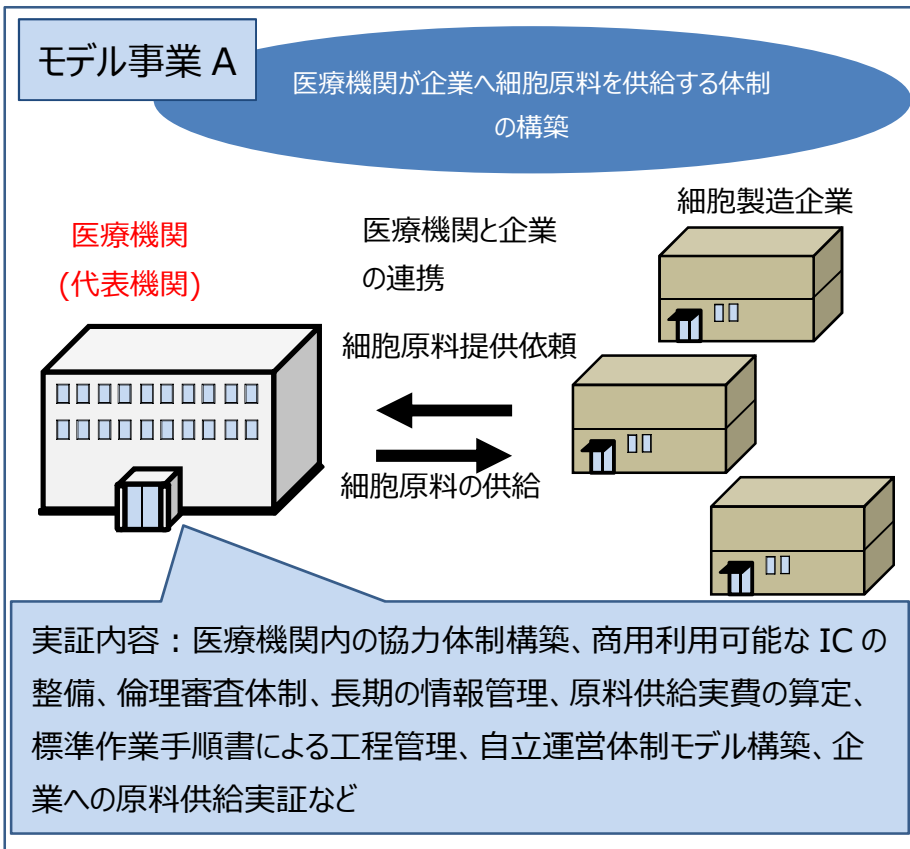 モデル事業 A
医療機関が企業へ細胞原料を供給する体制
の構築
細胞製造企業
医療機関
(代表機関)
医療機関と企業
の連携
細胞原料提供依頼
細胞原料の供給
実証内容：医療機関内の協力体制構築、商用利用可能な IC の
整備、倫理審査体制、長期の情報管理、原料供給実費の算定、
標準作業手順書による工程管理、自立運営体制モデル構築、企
業への原料供給実証など